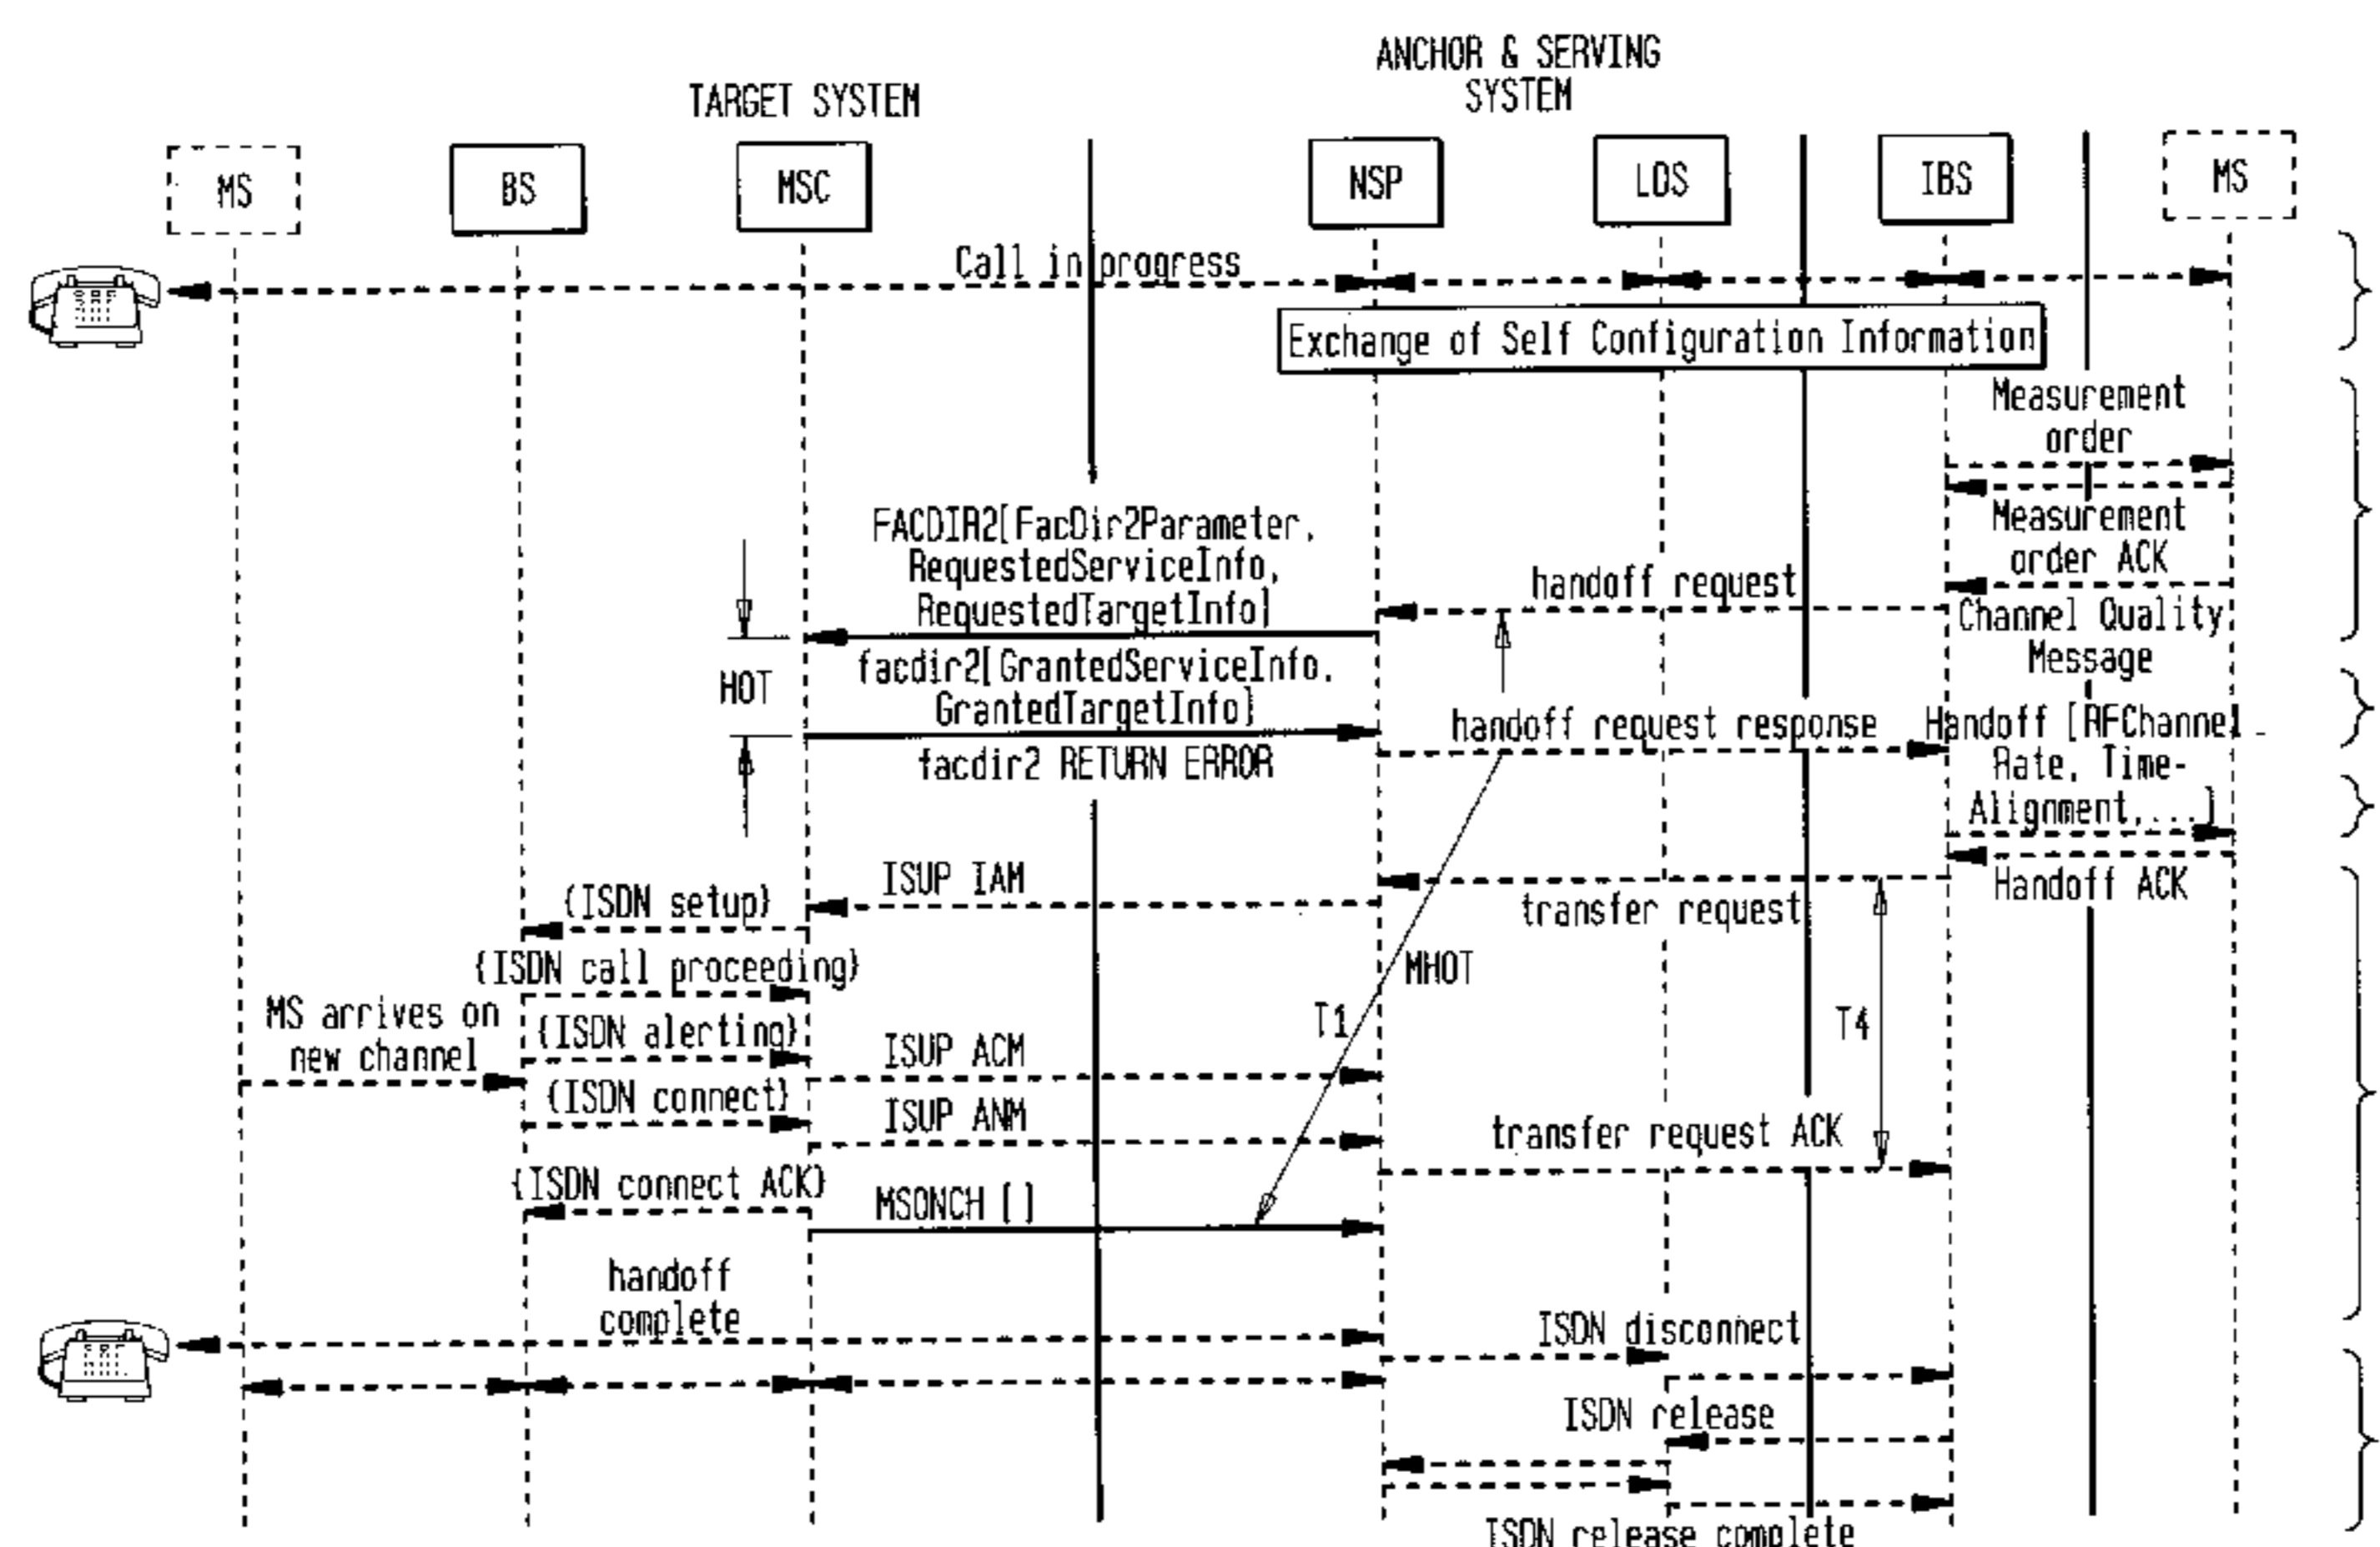 ANCHOR & SERVING
SYSTEM
TARGET SYSTEM
MS
BS
MSC
NSP
LDS
IBS
MS
Call in progress
Exchange of Self Configuration Information
Measurement
order
Measurement
order ACK
FACDIR2[FacDir2Parameter,
RequestedServiceInfo,
RequestedTargetInfo]
handoff request
Channel Quality
Message
HOT
facdir2[GrantedServiceInfo,
GrantedTargetInfo]
facdir2 RETURN ERROR
handoff request response
Handoff [RFChannel
Rate, Time-
Alignment,...]
Handoff ACK
ISUP IAM
transfer request
{ISDN setup}
{ISDN call proceeding}
MHOT
T1
T4
MS arrives on
new channel
{ISDN alerting}
ISUP ACM
{ISDN connect}
ISUP ANM
transfer request ACK
{ISDN connect ACK}
MSONCH []
handoff
complete
ISDN disconnect
ISDN release
ISDN release complete